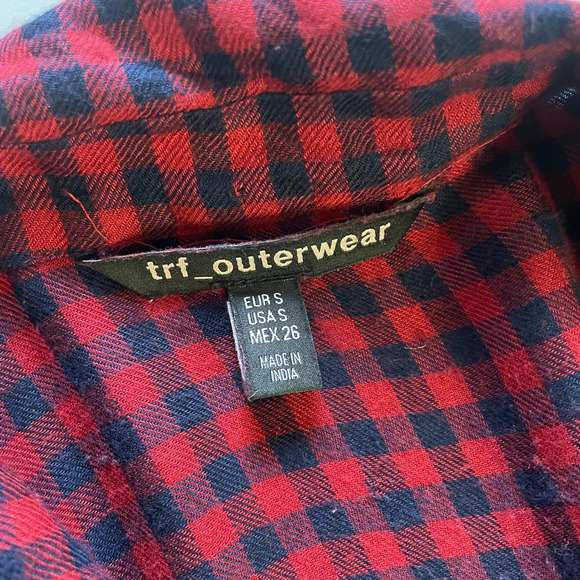 trf_outerwear
EUR S
USA S
MEX 26
MADE IN
INDIA